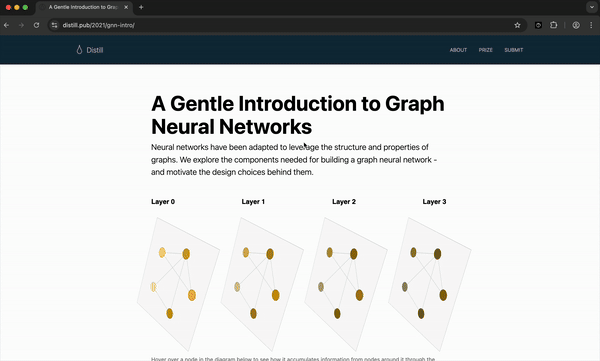 A Gentle Introduction to Grap
distill.pub/2021/gnn-intro/
Distill
ABOUT PRIZE SUBMIT
A Gentle Introduction to Graph
Neural Networks
Neural networks have been adapted to leverage the structure and properties of
graphs. We explore the components needed for building a graph neural network -
and motivate the design choices behind them.
Layer 0 Layer 1 Layer 2 Layer 3
Hover over a node in the diagram below to see how it accumulates information from nodes around it through the